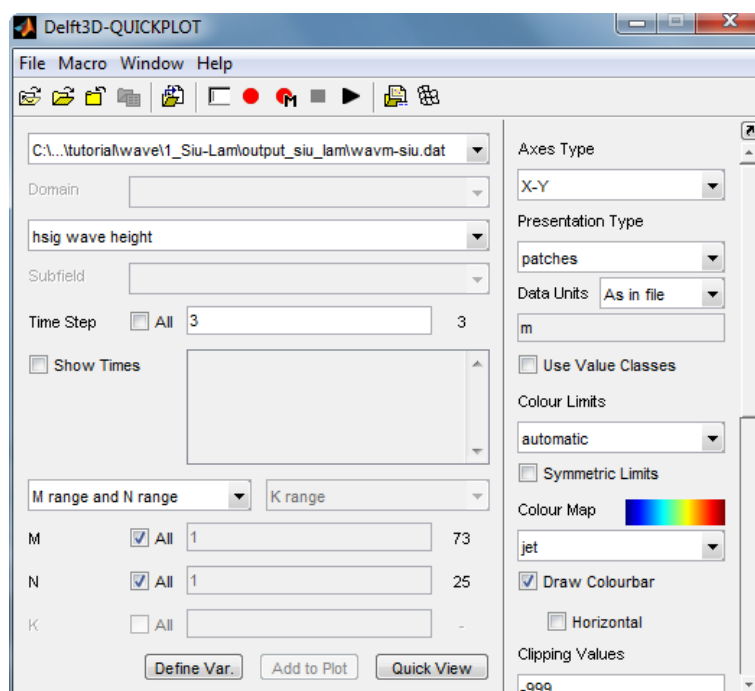 Delft3D-QUICKPLOT
File Macro Window Help
C:\...\tutorial\wave\1_Siu-Lam\output_siu_lam\wavm-siu.dat
Domain
hsig wave height
Subfield
Time Step All 3 3
Show Times
M range and N range K range
M All 1 73
N All 1 25
K All -
Define Var. Add to Plot Quick View
Axes Type
X-Y
Presentation Type
patches
Data Units As in file
m
Use Value Classes
Colour Limits
automatic
Symmetric Limits
Colour Map
jet
Draw Colourbar
Horizontal
Clipping Values
-999